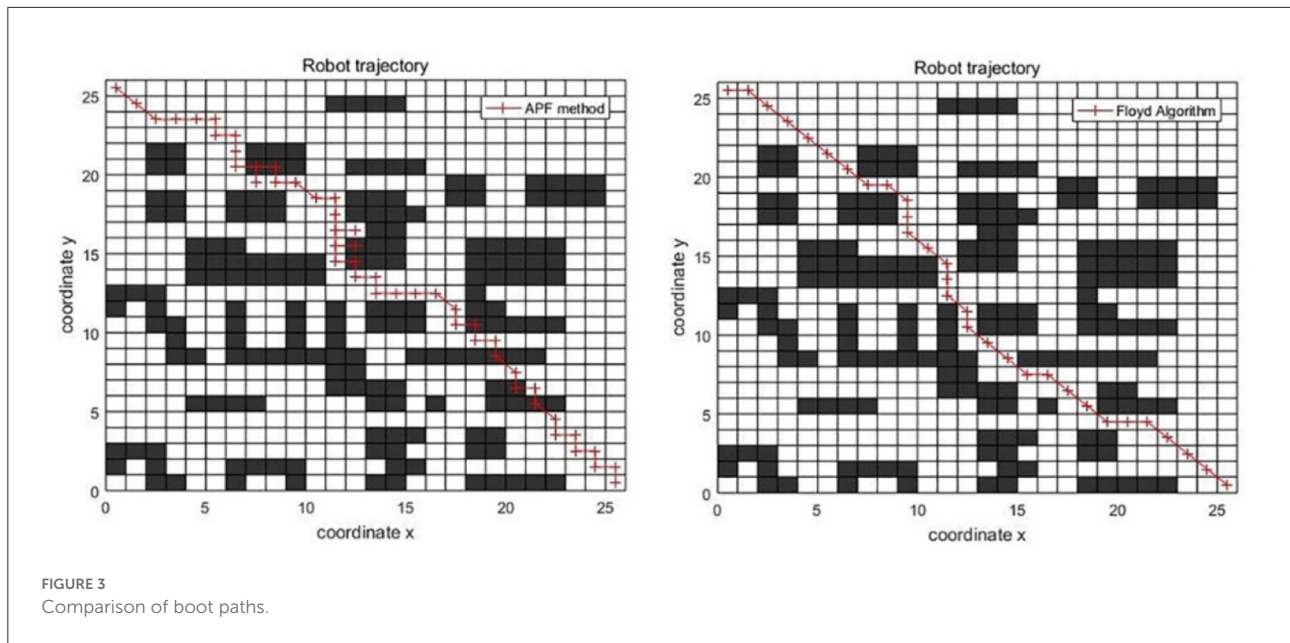 Robot trajectory
APF method
25
20
15
10
5
0
coordinate y
0 5 10 15 20 25
coordinate x
Robot trajectory
Floyd Algorithm
25
20
15
10
5
0
coordinate y
0 5 10 15 20 25
coordinate x
FIGURE 3
Comparison of boot paths.